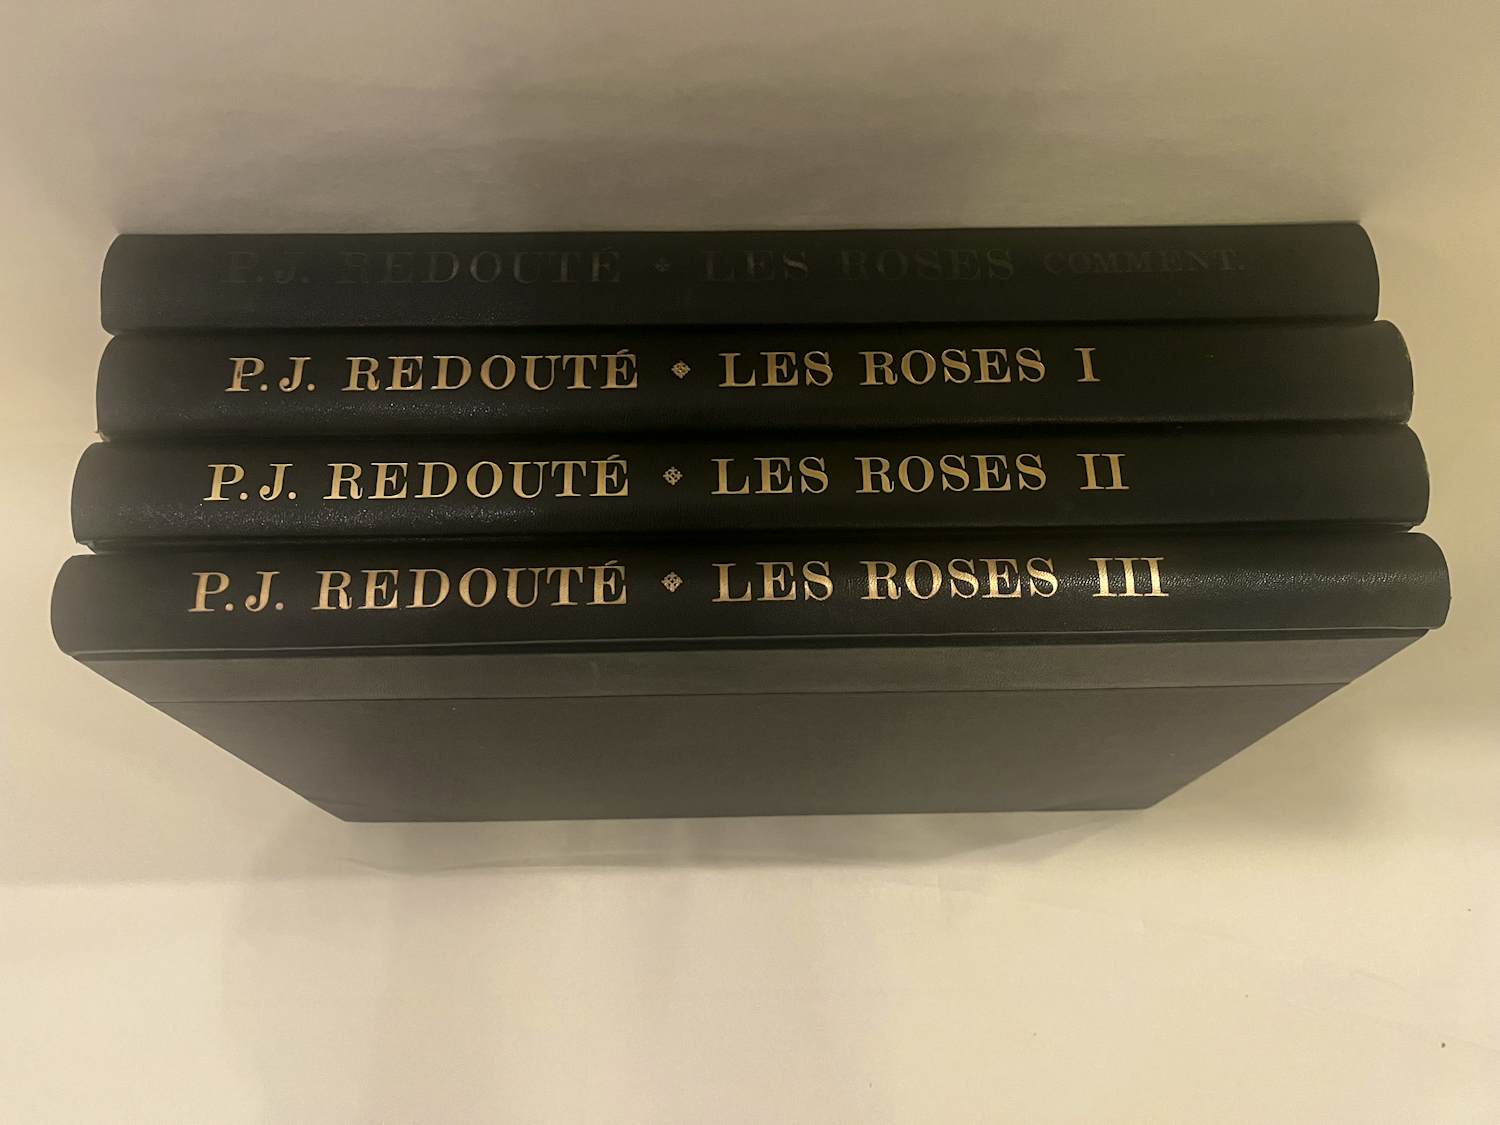 P.J. REDOUTÉ LES ROSES COMMENT.
P.J. REDOUTÉ LES ROSES I
P.J. REDOUTÉ LES ROSES II
P.J. REDOUTÉ LES ROSES III